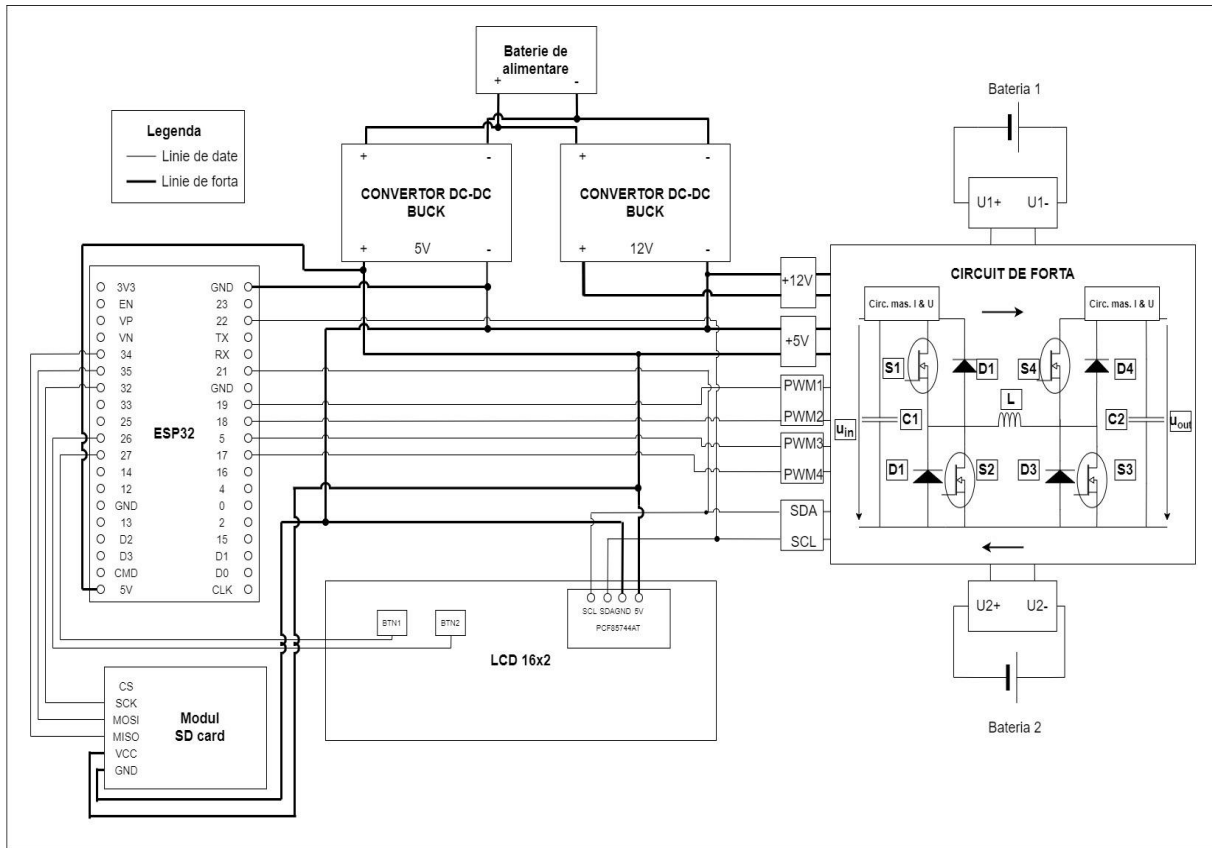 Baterie de
alimentare
+ -
Legenda
Linie de date
Linie de forta
+ -
CONVERTOR DC-DC
BUCK
+ 5V -
+ -
CONVERTOR DC-DC
BUCK
+ 12V -
Bateria 1
U1+ U1-
3V3 GND
EN 23
VP 22
VN TX
34 RX
35 21
32 GND
33 19
25 18
26 5
27 17
14 16
12 4
GND 0
13 2
D2 15
D3 D1
CMD D0
5V CLK
ESP32
+12V
+5V
PWM1
PWM2
PWM3
PWM4
SDA
SCL
CIRCUIT DE FORTA
Circ. mas. I & U
Circ. mas. I & U
S1 D1 S4 D4
L
uin C1 C2 uout
D1 S2 D3 S3
U2+ U2-
Bateria 2
SCL SDA GND 5V
PCF85744AT
BTN1 BTN2
LCD 16x2
CS
SCK
MOSI
MISO
VCC
GND
Modul
SD card